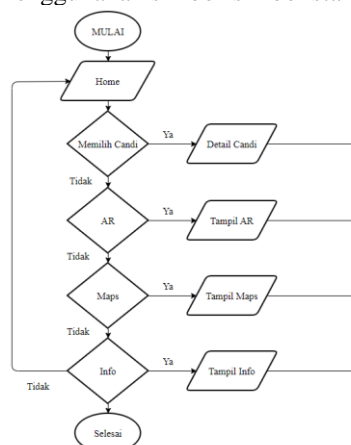 MULAI
Home
Memilih Candi
Ya
Detail Candi
Tidak
AR
Ya
Tampil AR
Tidak
Maps
Ya
Tampil Maps
Tidak
Info
Ya
Tampil Info
Tidak
Selesai